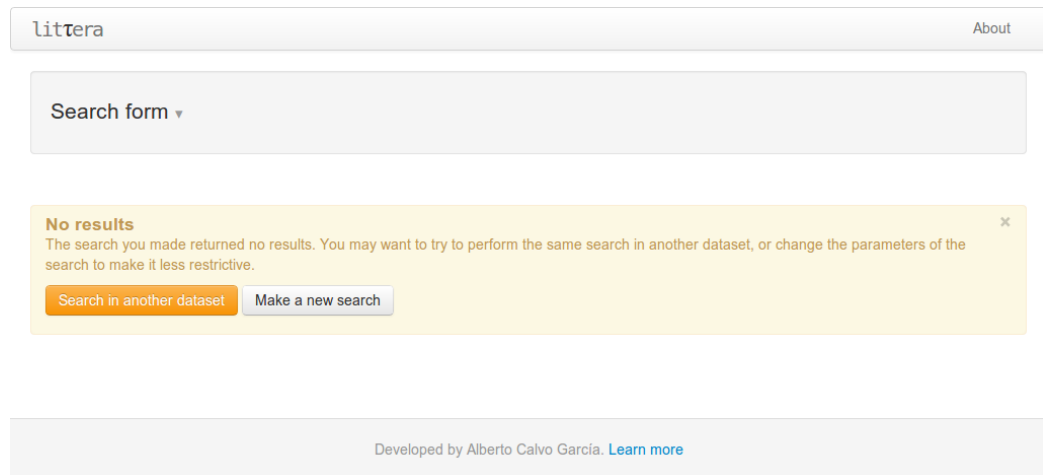 litτera
About
Search form ▾
No results
×
The search you made returned no results. You may want to try to perform the same search in another dataset, or change the parameters of the
search to make it less restrictive.
Search in another dataset
Make a new search
Developed by Alberto Calvo García. Learn more